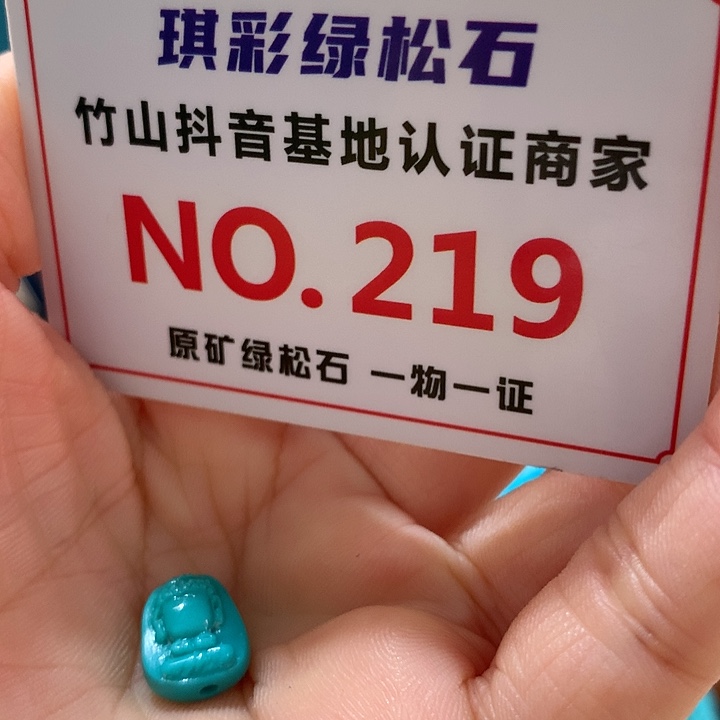 琪彩绿松石
竹山抖音基地认证商家
NO.219
原矿绿松石 一物一证